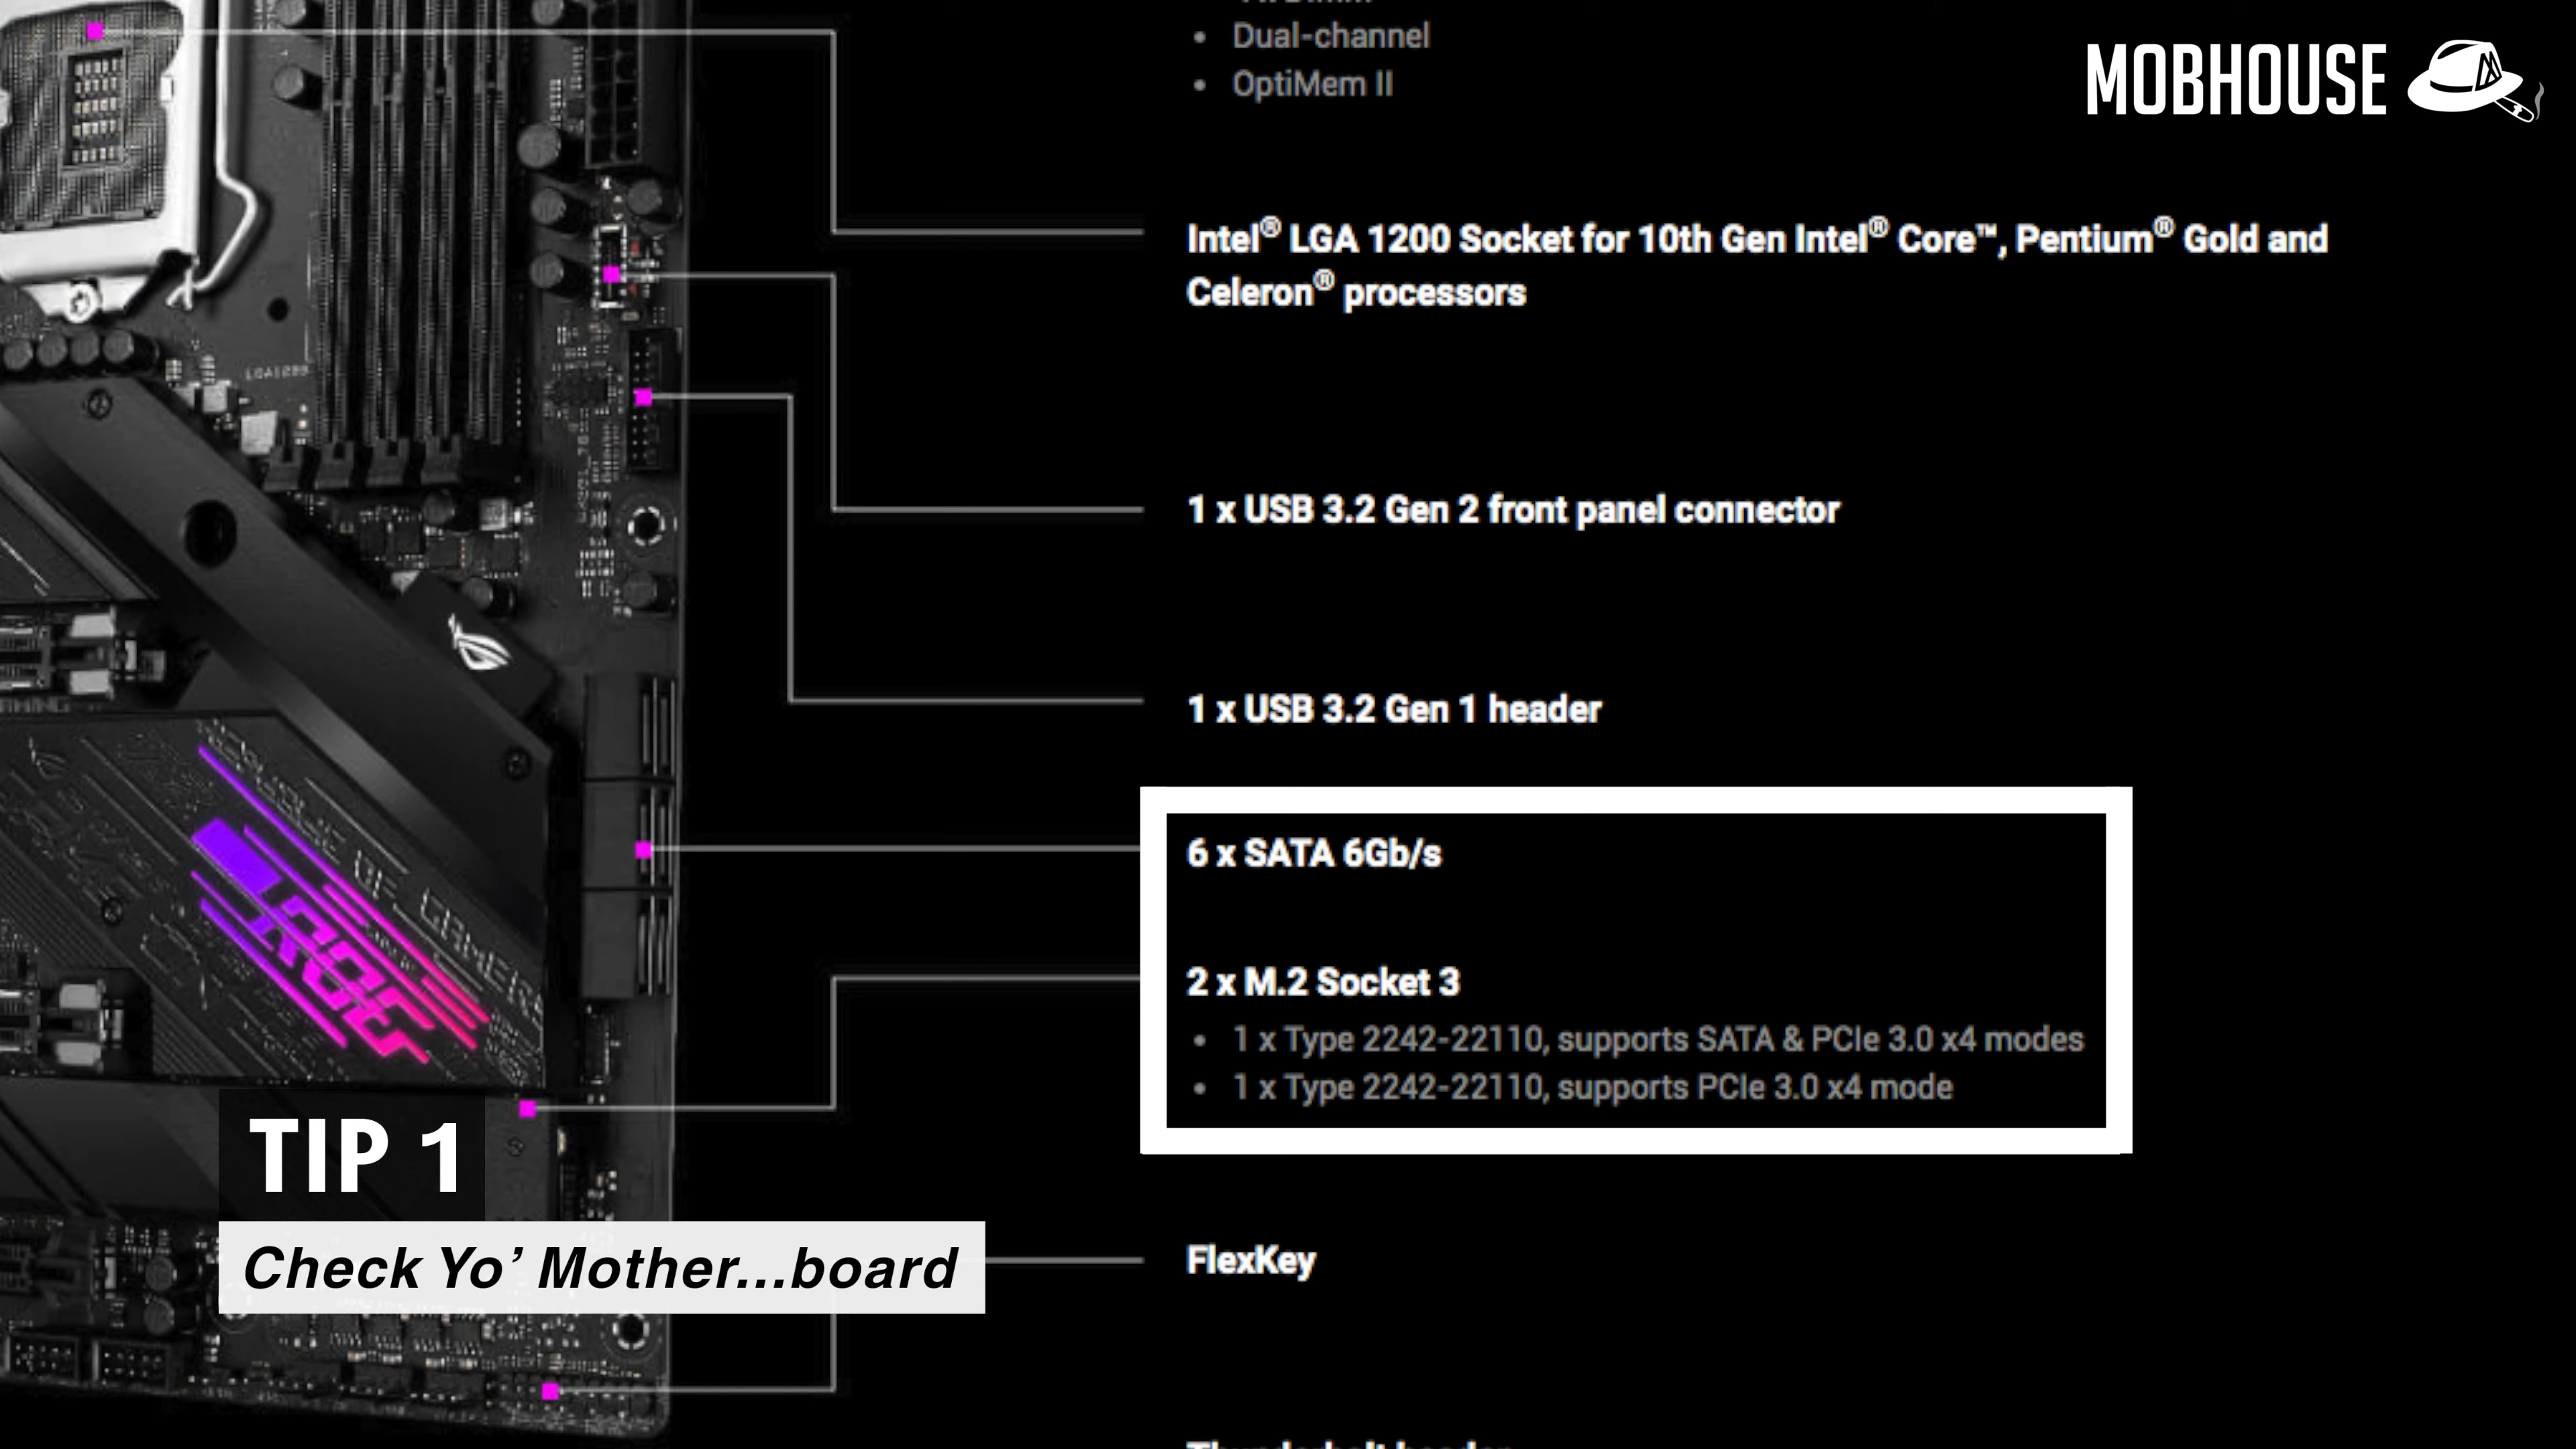 Dual-channel
OptiMem II
MOBHOUSE
Intel® LGA 1200 Socket for 10th Gen Intel® Core™, Pentium® Gold and
Celeron® processors
LGA1200
1 x USB 3.2 Gen 2 front panel connector
1 x USB 3.2 Gen 1 header
6 x SATA 6Gb/s
2 x M.2 Socket 3
• 1 x Type 2242-22110, supports SATA & PCIe 3.0 x4 modes
• 1 x Type 2242-22110, supports PCIe 3.0 x4 mode
TIP 1
Check Yo’ Mother...board
FlexKey